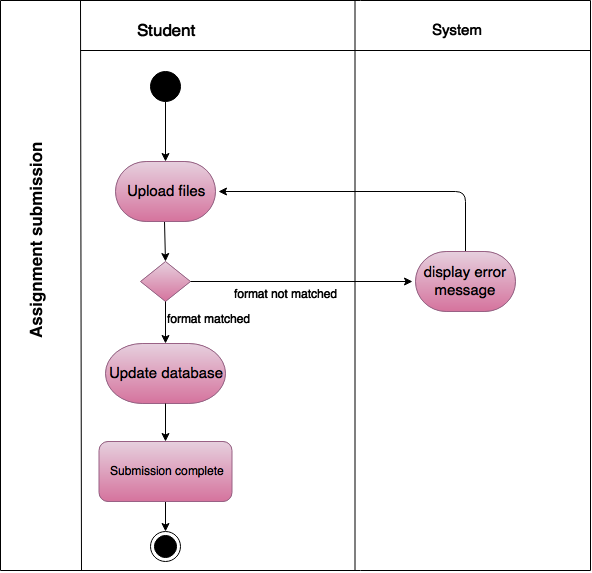 Student
System
Assignment submission
Upload files
display error
message
format not matched
format matched
Update database
Submission complete